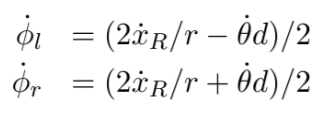 φ̇_l = (2ẋ_R/r − θ̇d)/2
φ̇_r = (2ẋ_R/r + θ̇d)/2